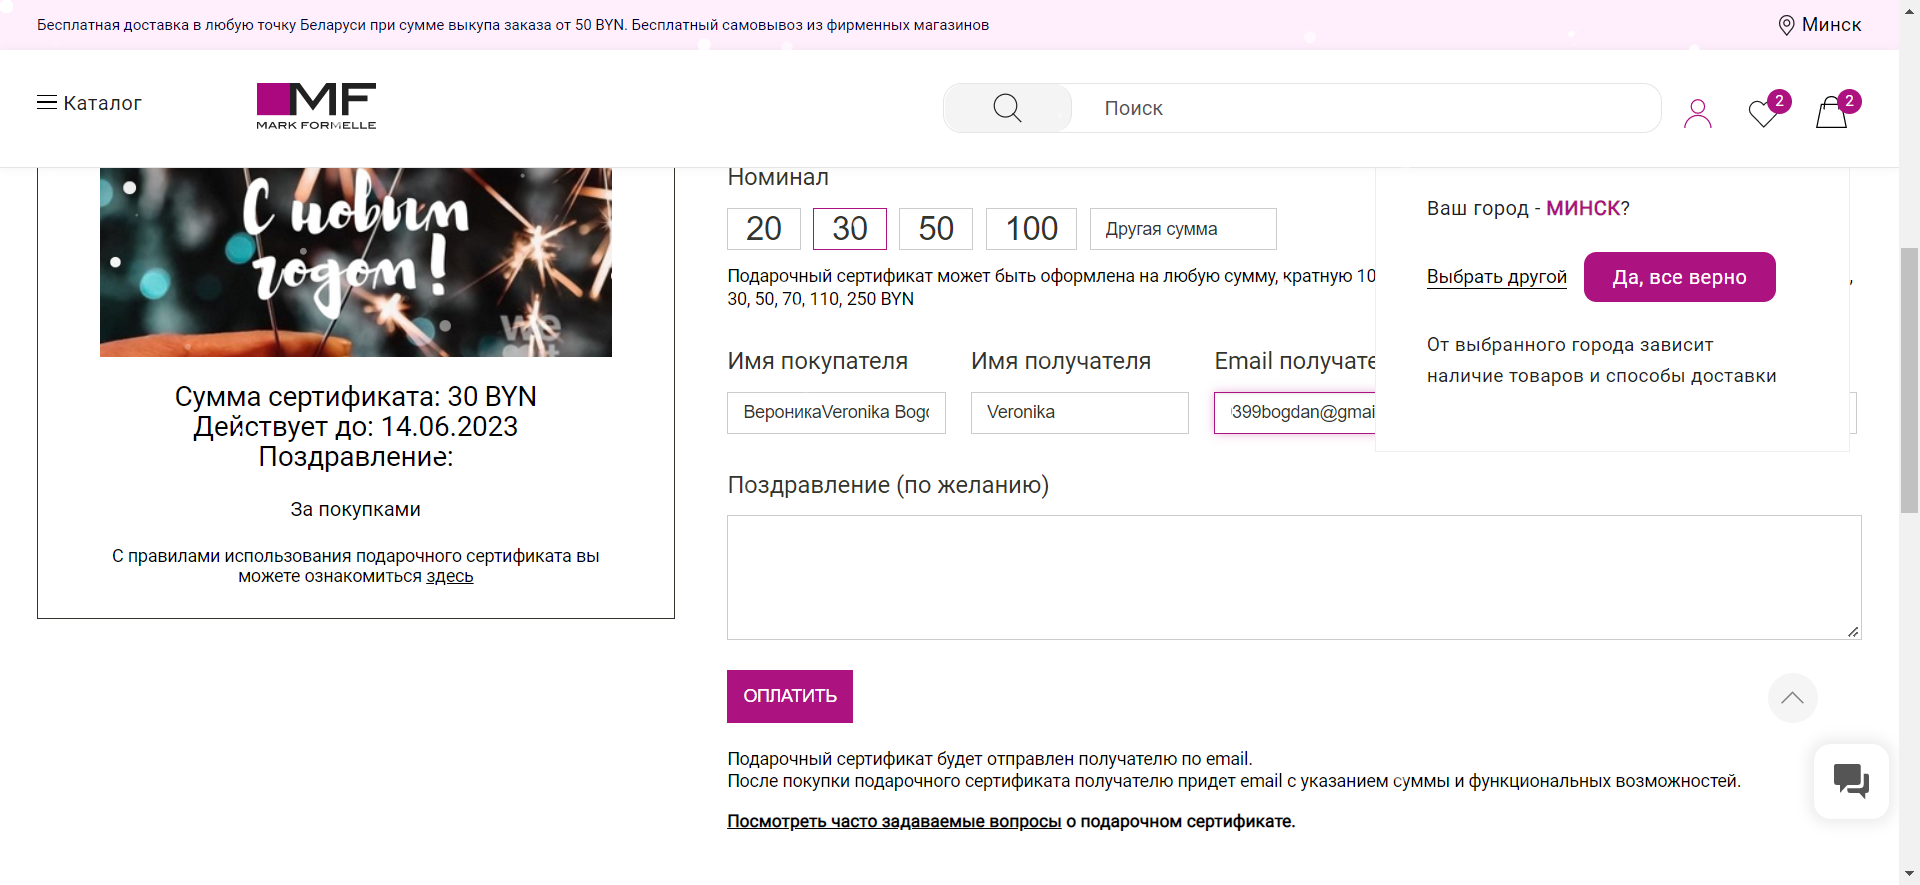 Бесплатная доставка в любую точку Беларуси при сумме выкупа заказа от 50 BYN. Бесплатный самовывоз из фирменных магазинов
Минск
Каталог
MF
MARK FORMELLE
Поиск
2
2
С новым
годом!
we
Сумма сертификата: 30 BYN
Действует до: 14.06.2023
Поздравление:
За покупками
С правилами использования подарочного сертификата вы
можете ознакомиться здесь
Номинал
20
30
50
100
Другая сумма
Подарочный сертификат может быть оформлена на любую сумму, кратную 10
30, 50, 70, 110, 250 BYN
Имя покупателя
Имя получателя
Email получате
ВероникаVeronika Bog
Veronika
399bogdan@gmai
Поздравление (по желанию)
ОПЛАТИТЬ
Подарочный сертификат будет отправлен получателю по email.
После покупки подарочного сертификата получателю придет email с указанием суммы и функциональных возможностей.
Посмотреть часто задаваемые вопросы о подарочном сертификате.
Ваш город - МИНСК?
Выбрать другой
Да, все верно
От выбранного города зависит
наличие товаров и способы доставки